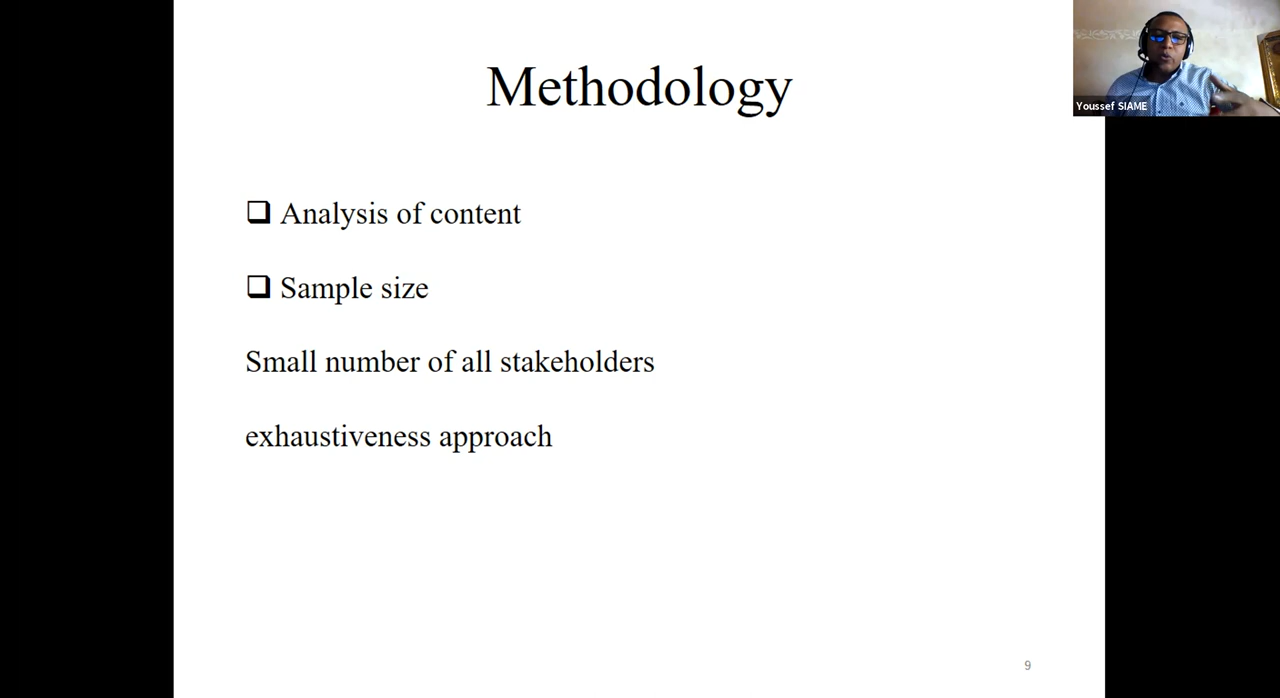 Methodology
Youssef SIAME
❑ Analysis of content
❑ Sample size
Small number of all stakeholders
exhaustiveness approach
9